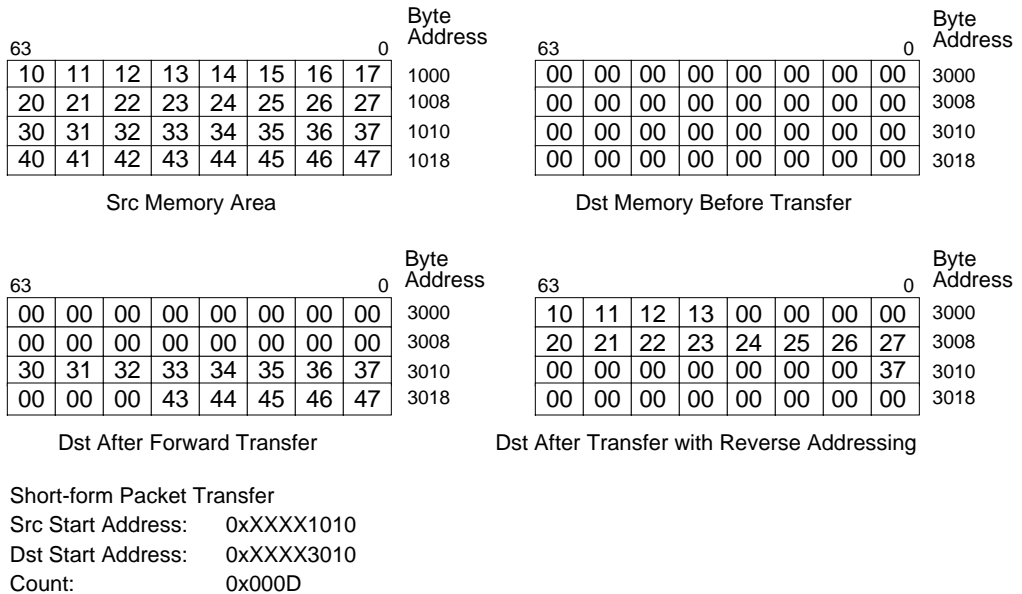 Byte
Address
63 0
10 11 12 13 14 15 16 17 1000
20 21 22 23 24 25 26 27 1008
30 31 32 33 34 35 36 37 1010
40 41 42 43 44 45 46 47 1018
Src Memory Area
Byte
Address
63 0
00 00 00 00 00 00 00 00 3000
00 00 00 00 00 00 00 00 3008
00 00 00 00 00 00 00 00 3010
00 00 00 00 00 00 00 00 3018
Dst Memory Before Transfer
Byte
Address
63 0
00 00 00 00 00 00 00 00 3000
00 00 00 00 00 00 00 00 3008
30 31 32 33 34 35 36 37 3010
00 00 00 43 44 45 46 47 3018
Dst After Forward Transfer
Byte
Address
63 0
10 11 12 13 00 00 00 00 3000
20 21 22 23 24 25 26 27 3008
00 00 00 00 00 00 00 37 3010
00 00 00 00 00 00 00 00 3018
Dst After Transfer with Reverse Addressing
Short-form Packet Transfer
Src Start Address: 0xXXXX1010
Dst Start Address: 0xXXXX3010
Count: 0x000D